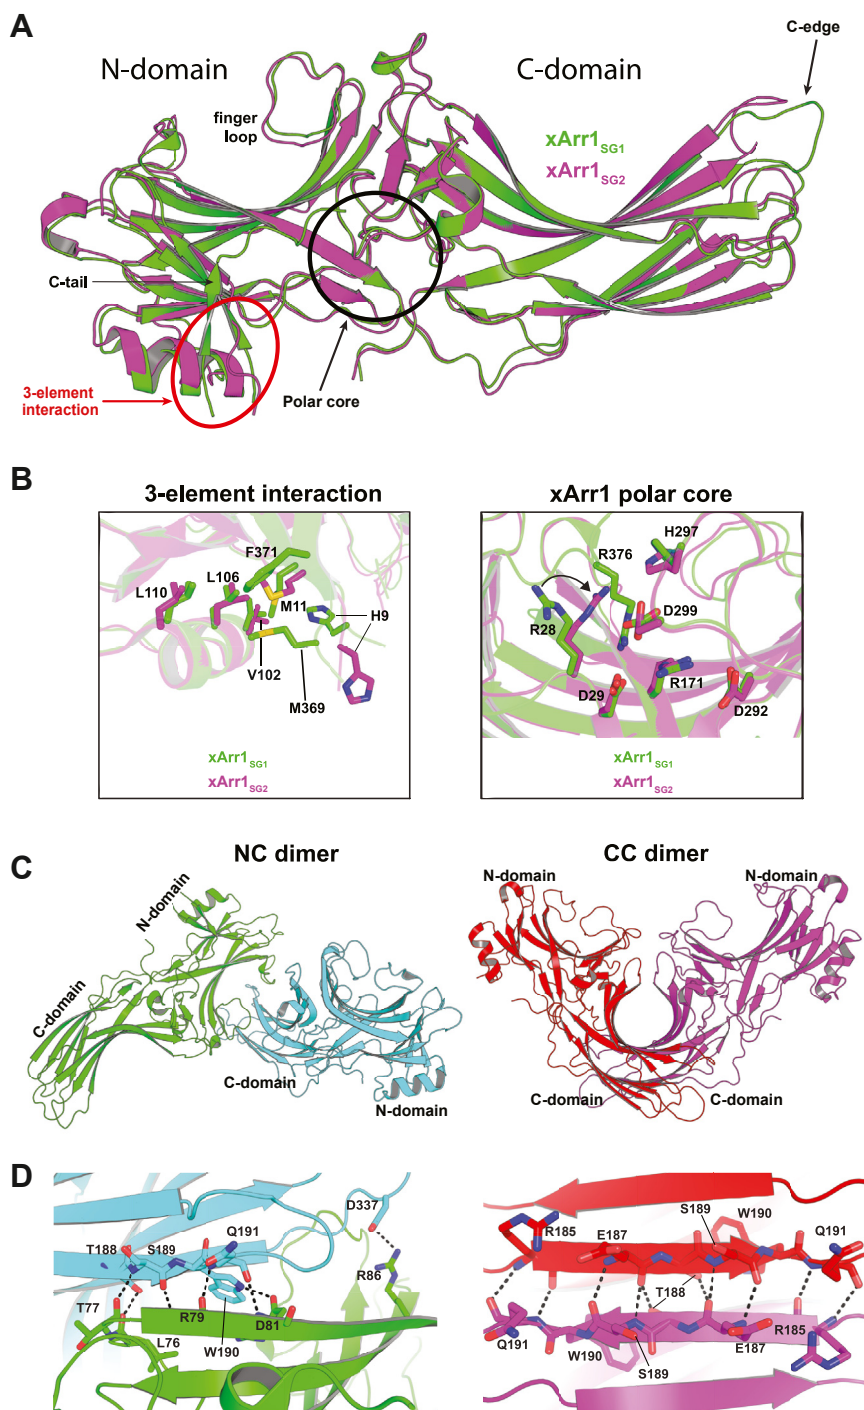 A
N-domain
C-domain
C-edge
finger
loop
xArr1SG1
xArr1SG2
C-tail
3-element
interaction
Polar core
B
3-element interaction
xArr1 polar core
F371
L110
L106
M11
H9
V102
M369
xArr1SG1
xArr1SG2
H297
R376
D299
R28
D29
R171
D292
xArr1SG1
xArr1SG2
C
NC dimer
CC dimer
N-domain
C-domain
C-domain
N-domain
N-domain
N-domain
C-domain
C-domain
D
D337
Q191
T188
S189
R86
T77
R79
D81
L76
W190
S189
W190
R185
E187
Q191
T188
Q191
R185
W190
E187
S189